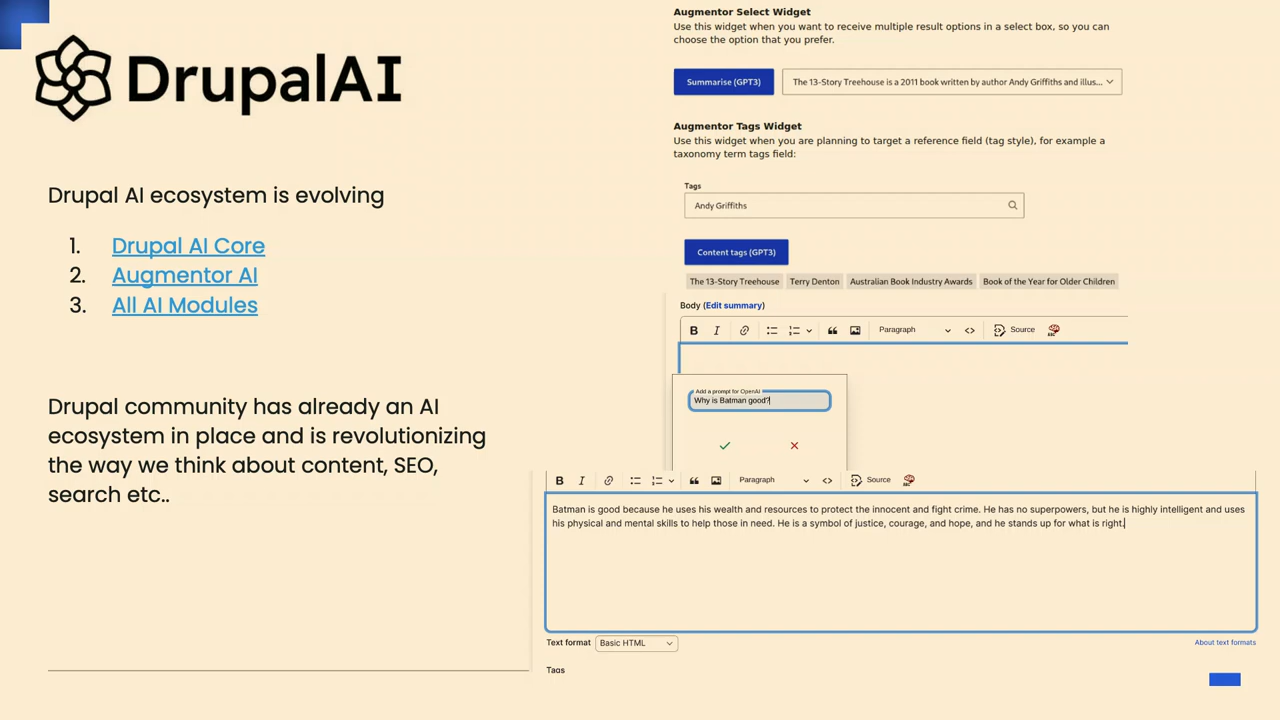 DrupalAI
Drupal AI ecosystem is evolving
1. Drupal AI Core
2. Augmentor AI
3. All AI Modules
Drupal community has already an AI
ecosystem in place and is revolutionizing
the way we think about content, SEO,
search etc..
Augmentor Select Widget
Use this widget when you want to receive multiple result options in a select box, so you can
choose the option that you prefer.
Summarise (GPT3)
The 13-Story Treehouse is a 2011 book written by author Andy Griffiths and illus...
Augmentor Tags Widget
Use this widget when you are planning to target a reference field (tag style), for example a
taxonomy term tags field:
Tags
Andy Griffiths
Content tags (GPT3)
The 13-Story Treehouse Terry Denton Australian Book Industry Awards Book of the Year for Older Children
Body (Edit summary)
B I Paragraph Source
Add a prompt for OpenAI
Why is Batman good?
B I Paragraph Source
Batman is good because he uses his wealth and resources to protect the innocent and fight crime. He has no superpowers, but he is highly intelligent and uses
his physical and mental skills to help those in need. He is a symbol of justice, courage, and hope, and he stands up for what is right.
Text format Basic HTML About text formats
Tags